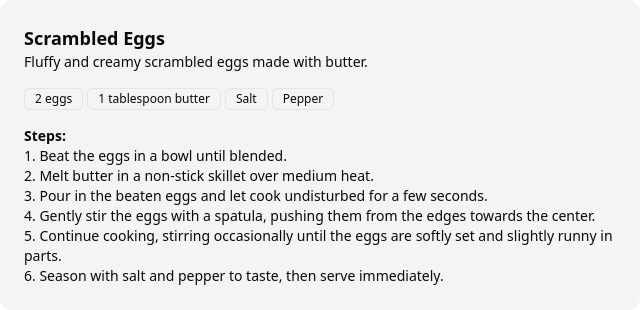 Scrambled Eggs
Fluffy and creamy scrambled eggs made with butter.
2 eggs
1 tablespoon butter
Salt
Pepper
Steps:
1. Beat the eggs in a bowl until blended.
2. Melt butter in a non-stick skillet over medium heat.
3. Pour in the beaten eggs and let cook undisturbed for a few seconds.
4. Gently stir the eggs with a spatula, pushing them from the edges towards the center.
5. Continue cooking, stirring occasionally until the eggs are softly set and slightly runny in
parts.
6. Season with salt and pepper to taste, then serve immediately.